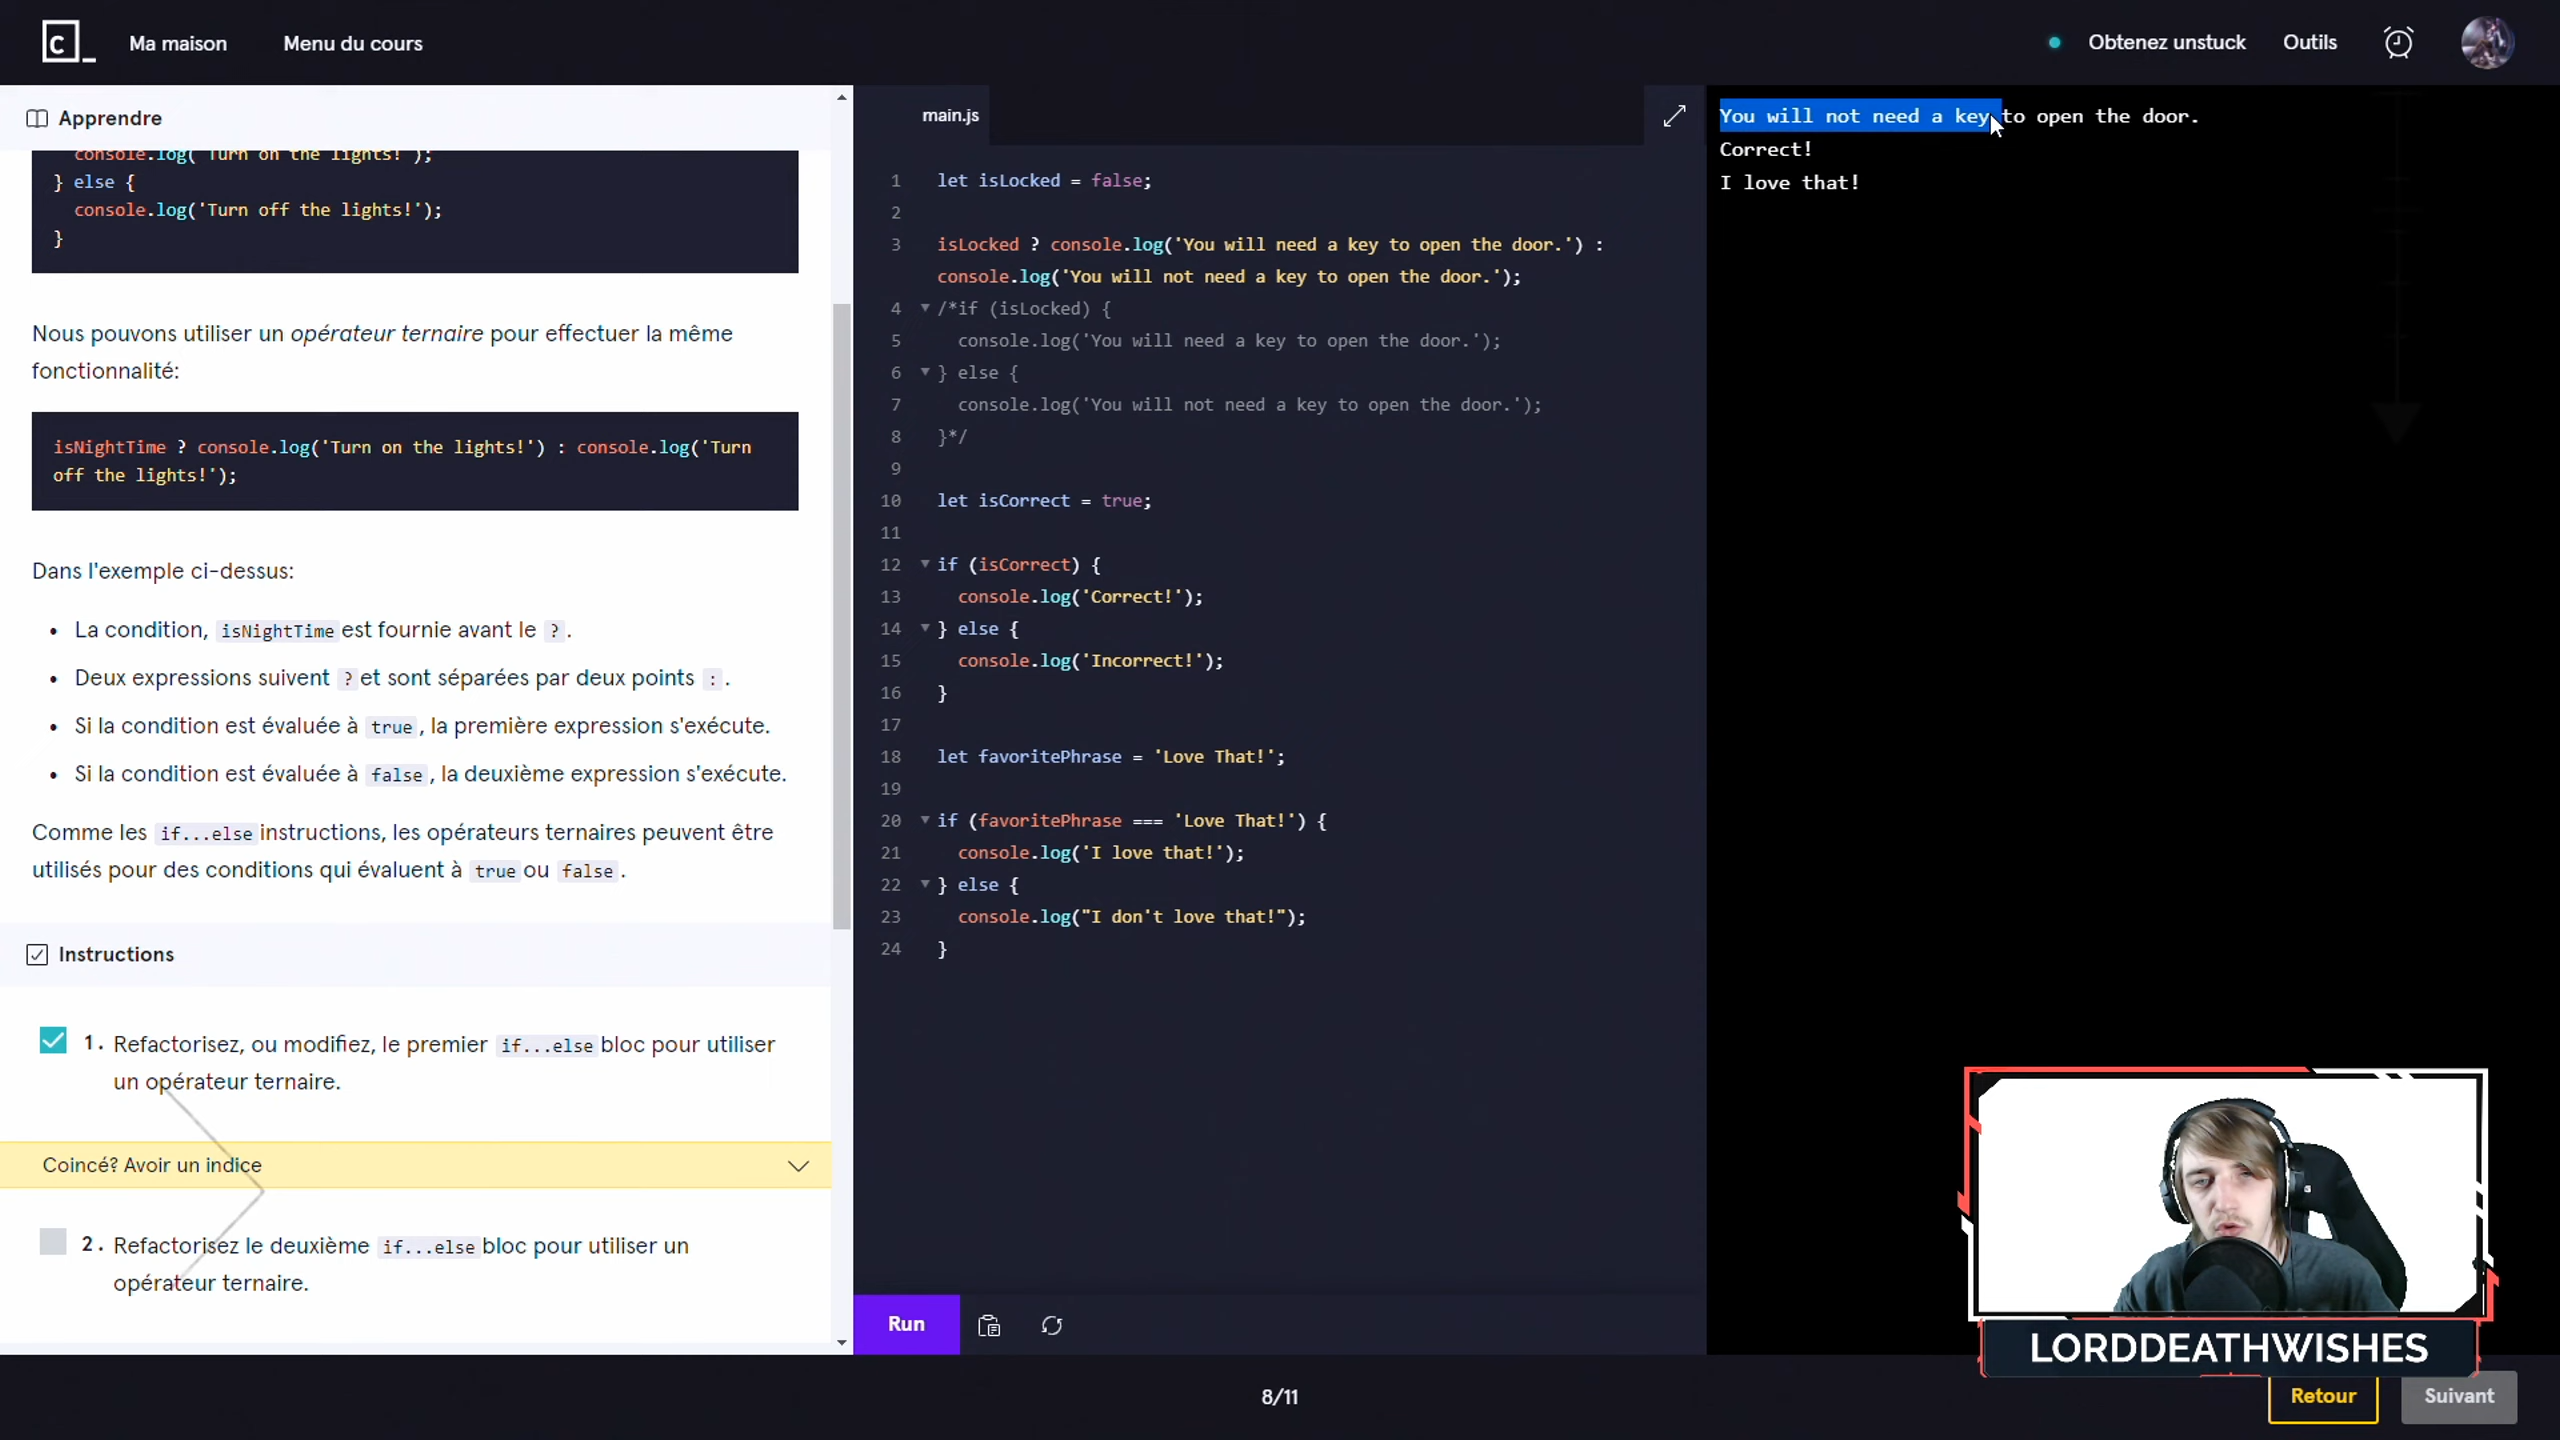 c_ Ma maison Menu du cours Obtenez unstuck Outils
Apprendre
console.log('Turn on the lights!');
} else {
console.log('Turn off the lights!');
}
Nous pouvons utiliser un opérateur ternaire pour effectuer la même
fonctionnalité:
isNightTime ? console.log('Turn on the lights!') : console.log('Turn
off the lights!');
Dans l'exemple ci-dessus:
• La condition, isNightTime est fournie avant le ? .
• Deux expressions suivent ? et sont séparées par deux points : .
• Si la condition est évaluée à true , la première expression s'exécute.
• Si la condition est évaluée à false , la deuxième expression s'exécute.
Comme les if...else instructions, les opérateurs ternaires peuvent être
utilisés pour des conditions qui évaluent à true ou false .
Instructions
1. Refactorisez, ou modifiez, le premier if...else bloc pour utiliser
un opérateur ternaire.
Coincé? Avoir un indice
2. Refactorisez le deuxième if...else bloc pour utiliser un
opérateur ternaire.
main.js
1 let isLocked = false;
2
3 isLocked ? console.log('You will need a key to open the door.') :
console.log('You will not need a key to open the door.');
4 /*if (isLocked) {
5 console.log('You will need a key to open the door.');
6 } else {
7 console.log('You will not need a key to open the door.');
8 }*/
9
10 let isCorrect = true;
11
12 if (isCorrect) {
13 console.log('Correct!');
14 } else {
15 console.log('Incorrect!');
16 }
17
18 let favoritePhrase = 'Love That!';
19
20 if (favoritePhrase === 'Love That!') {
21 console.log('I love that!');
22 } else {
23 console.log("I don't love that!");
24 }
Run
You will not need a key to open the door.
Correct!
I love that!
LORDDEATHWISHES
8/11
Retour Suivant